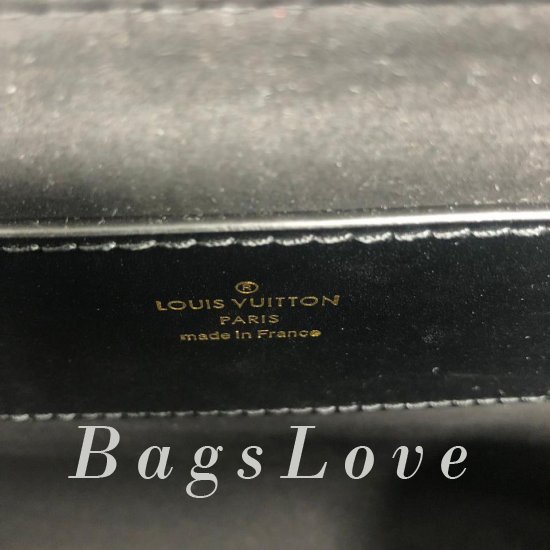 ®
LOUIS VUITTON
PARIS
made in France
BagsLove